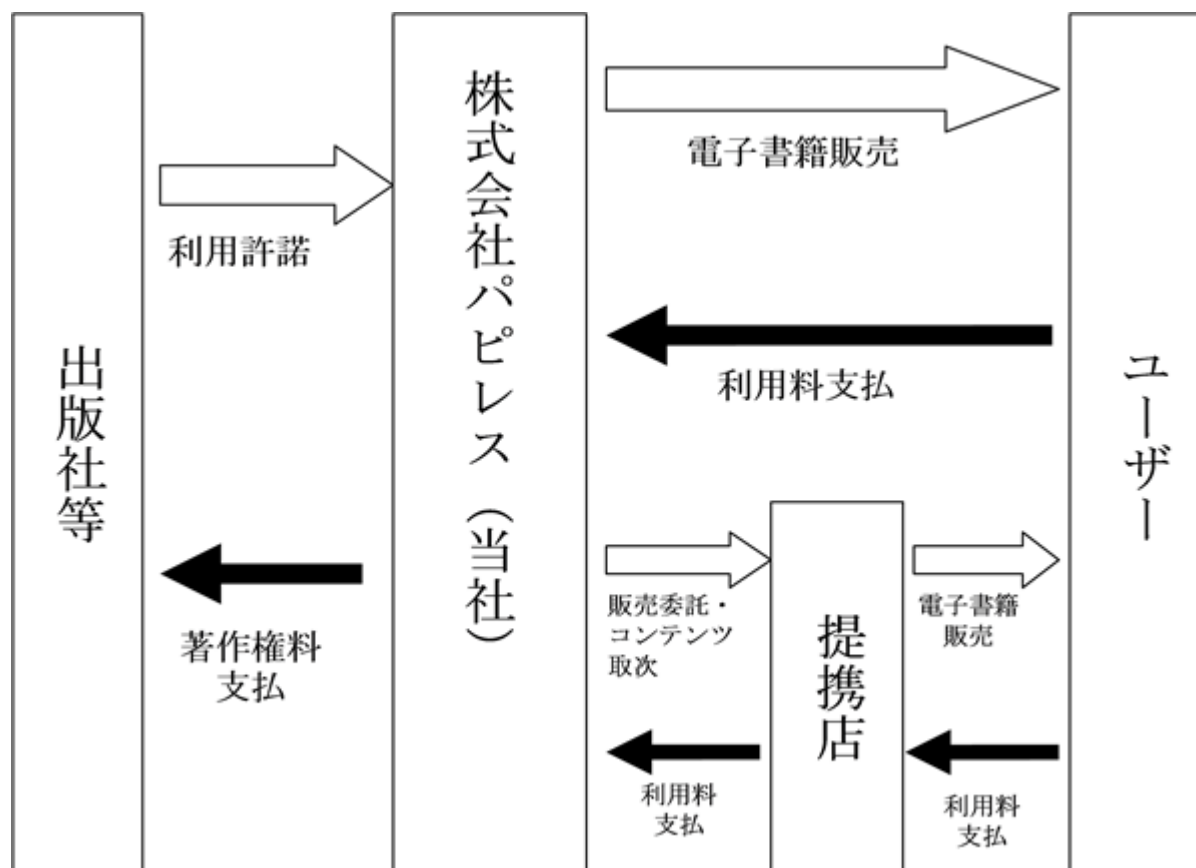 出版社等
利用許諾
著作権料
支払
株式会社パピレス（当社）
電子書籍販売
利用料支払
販売委託・
コンテンツ
取次
利用料
支払
提携店
電子書籍
販売
利用料
支払
ユーザー